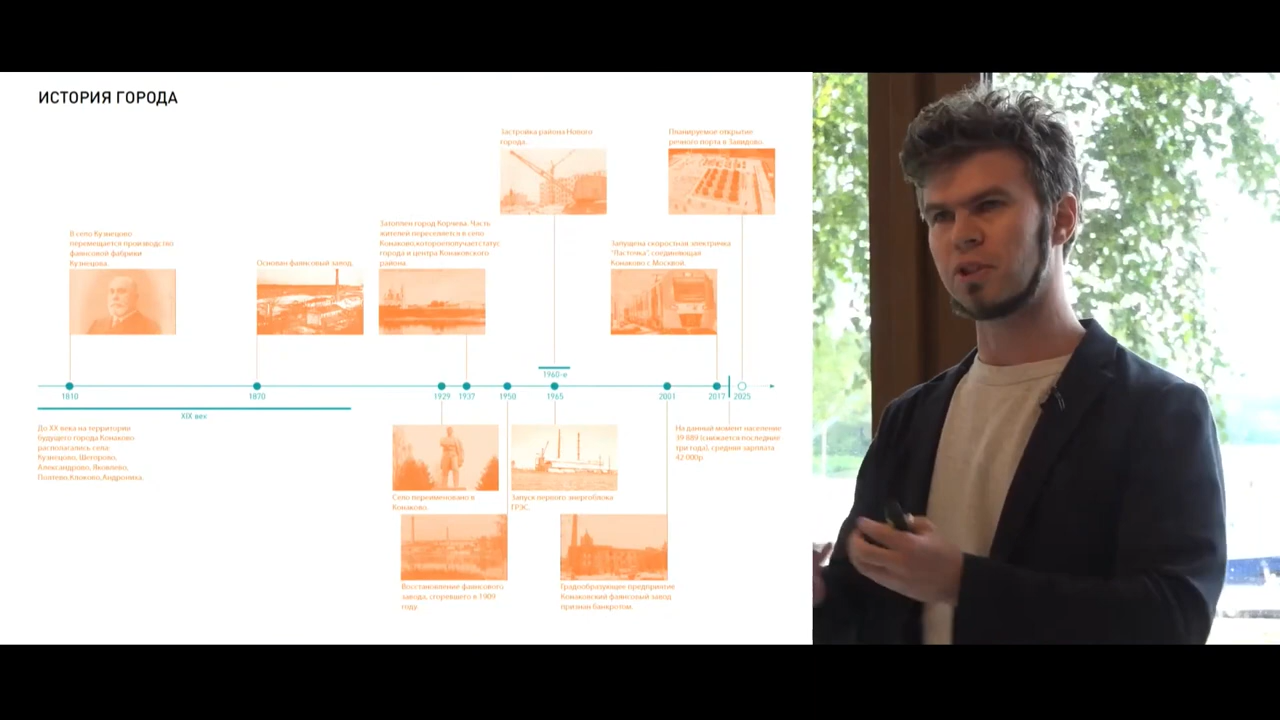 ИСТОРИЯ ГОРОДА
Застройка района Нового
города.
Планируемое открытие
речного порта в Завидово.
В село Кузнецово
перемещается производство
фаянсовой фабрики
Кузнецова.
Основан фаянсовый завод.
Затоплен город Корчева. Часть
жителей переселяется в село
Конаково,которое получает статус
города и центра Конаковского
района.
Запущена скоростная электричка
"Ласточка", соединяющая
Конаково с Москвой.
1960-е
1810
1870
1929
1937
1950
1965
2001
2017
2025
XIX век
До XX века на территории
будущего города Конаково
располагались села:
Кузнецово, Щегорово,
Александрово, Яковлево,
Полтево,Клоково,Андрониха.
На данный момент население
39 889 (снижается последние
три года), средняя зарплата
42 000р.
Село переименовано в
Конаково.
Запуск первого энергоблока
ГРЭС.
Восстановление фаянсового
завода, сгоревшего в 1909
году.
Градообразующее предприятие
Конаковский фаянсовый завод
признан банкротом.